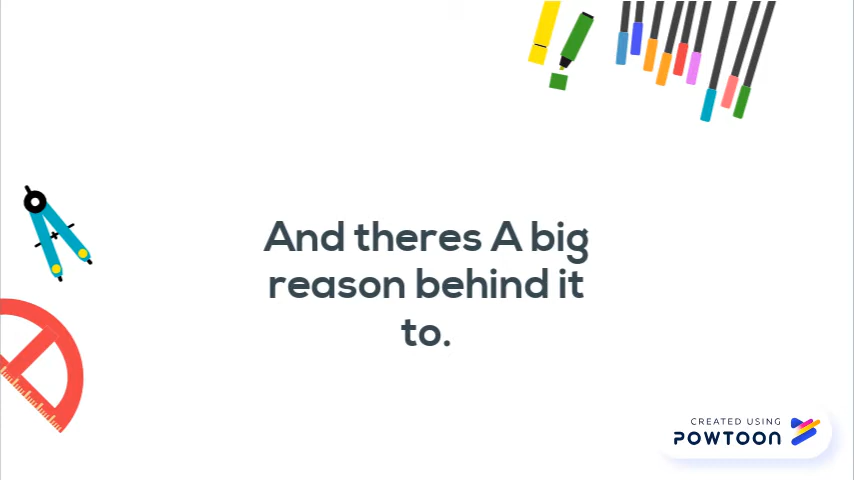 And theres A big
reason behind it
to.
CREATED USING
POWTOON